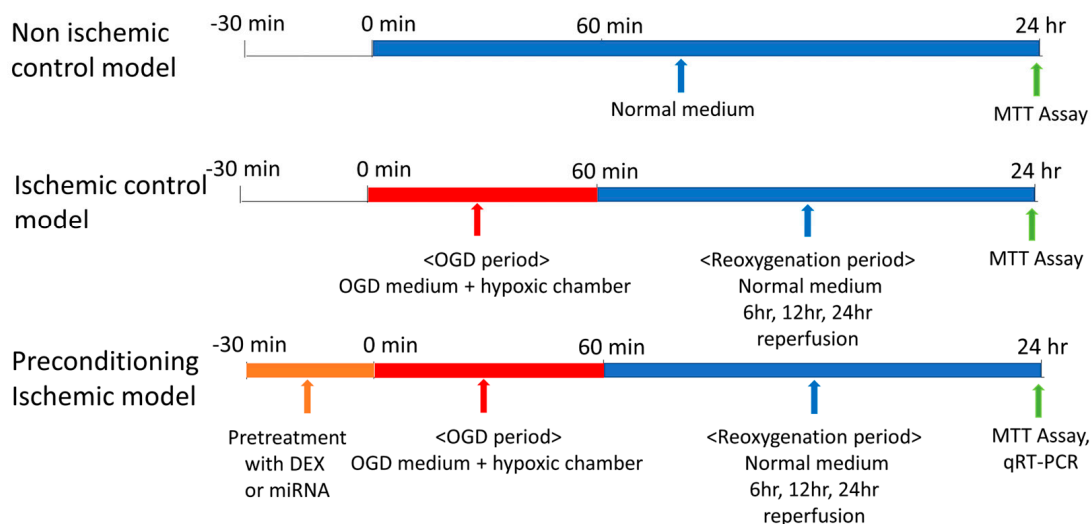 Non ischemic
control model
-30 min
0 min
60 min
24 hr
Normal medium
MTT Assay
Ischemic control
model
-30 min
0 min
60 min
24 hr
<OGD period>
OGD medium + hypoxic chamber
<Reoxygenation period>
Normal medium
6hr, 12hr, 24hr
reperfusion
MTT Assay
Preconditioning
Ischemic model
-30 min
0 min
60 min
24 hr
Pretreatment
with DEX
or miRNA
<OGD period>
OGD medium + hypoxic chamber
<Reoxygenation period>
Normal medium
6hr, 12hr, 24hr
reperfusion
MTT Assay,
qRT-PCR